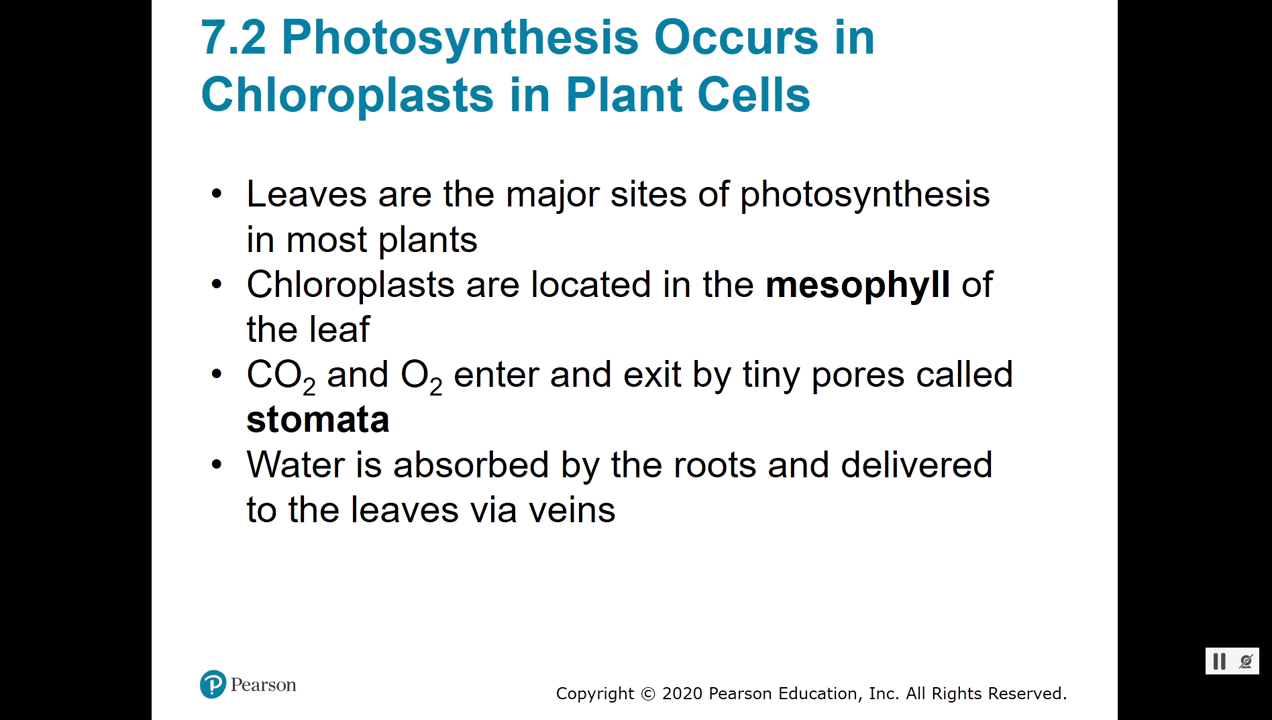 7.2 Photosynthesis Occurs in
Chloroplasts in Plant Cells
• Leaves are the major sites of photosynthesis
in most plants
• Chloroplasts are located in the mesophyll of
the leaf
• CO₂ and O₂ enter and exit by tiny pores called
stomata
• Water is absorbed by the roots and delivered
to the leaves via veins
Pearson
Copyright © 2020 Pearson Education, Inc. All Rights Reserved.